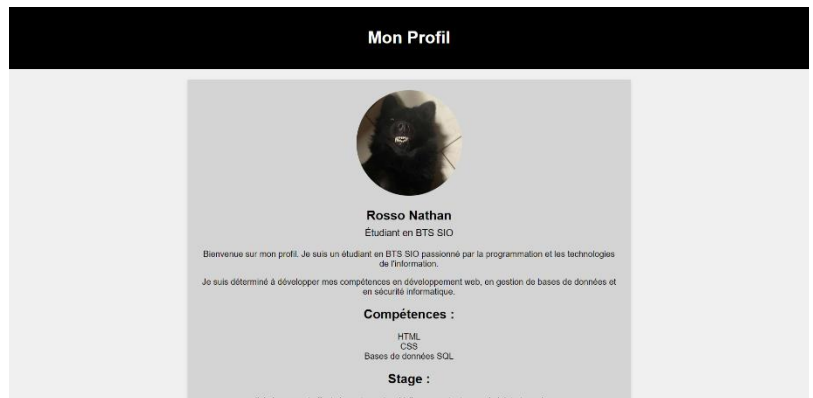 Mon Profil
Rosso Nathan
Étudiant en BTS SIO
Bienvenue sur mon profil. Je suis un étudiant en BTS SIO passionné par la programmation et les technologies
de l'information.
Je suis déterminé à développer mes compétences en développement web, en gestion de bases de données et
en sécurité informatique.
Compétences :
HTML
CSS
Bases de données SQL
Stage :